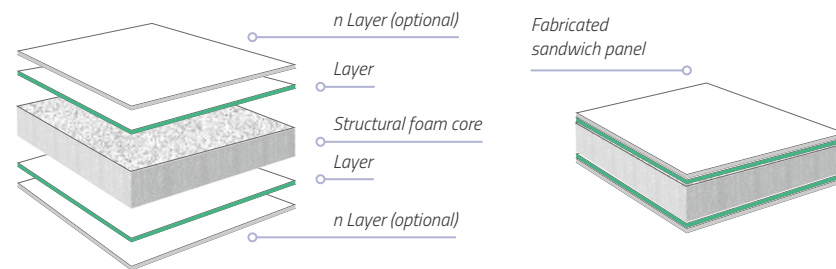 n Layer (optional)
Layer
Structural foam core
Layer
n Layer (optional)
Fabricated
sandwich panel